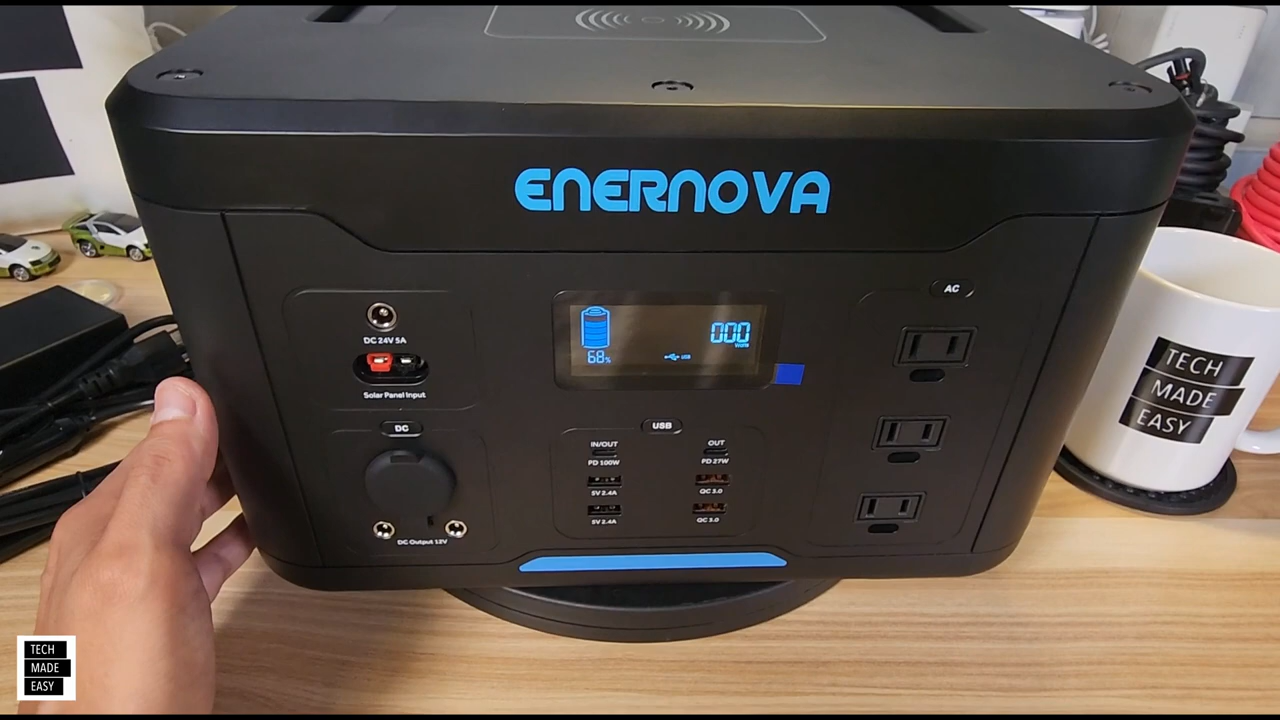 ENERNOVA
AC
DC 24V 5A
Solar Panel Input
68%
USB
000
Watts
DC
DC Output 12V
USB
IN/OUT
PD 100W
OUT
PD 27W
5V 2.4A
QC 3.0
5V 2.4A
QC 3.0
TECH
MADE
EASY
TECH
MADE
EASY